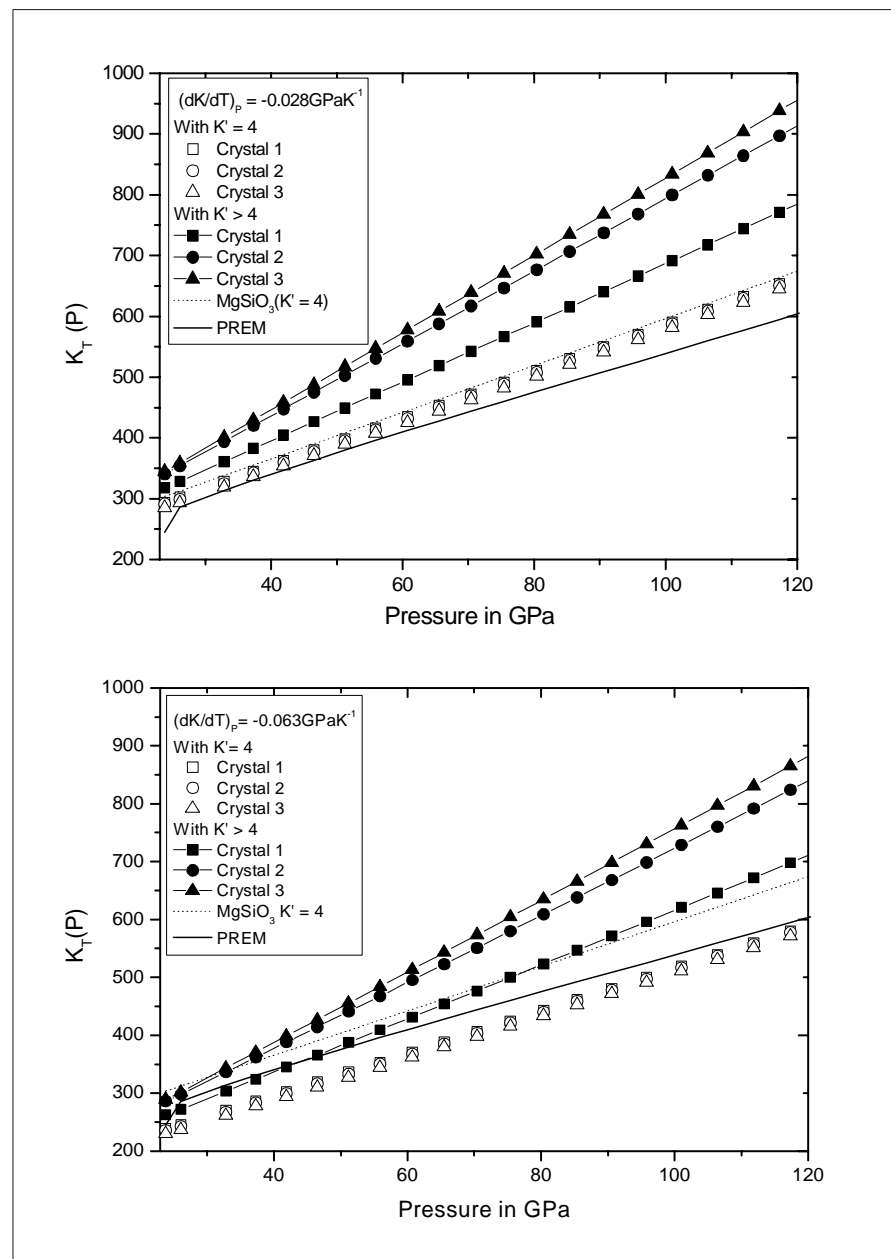 1000
900
800
700
600
500
400
300
200
K_T (P)
(dK/dT)_P = -0.028GPaK^-1
With K' = 4
Crystal 1
Crystal 2
Crystal 3
With K' > 4
Crystal 1
Crystal 2
Crystal 3
MgSiO_3(K' = 4)
PREM
40 60 80 100 120
Pressure in GPa
1000
900
800
700
600
500
400
300
200
K_T(P)
(dK/dT)_P= -0.063GPaK^-1
With K'= 4
Crystal 1
Crystal 2
Crystal 3
With K' > 4
Crystal 1
Crystal 2
Crystal 3
MgSiO_3 K' = 4
PREM
40 60 80 100 120
Pressure in GPa